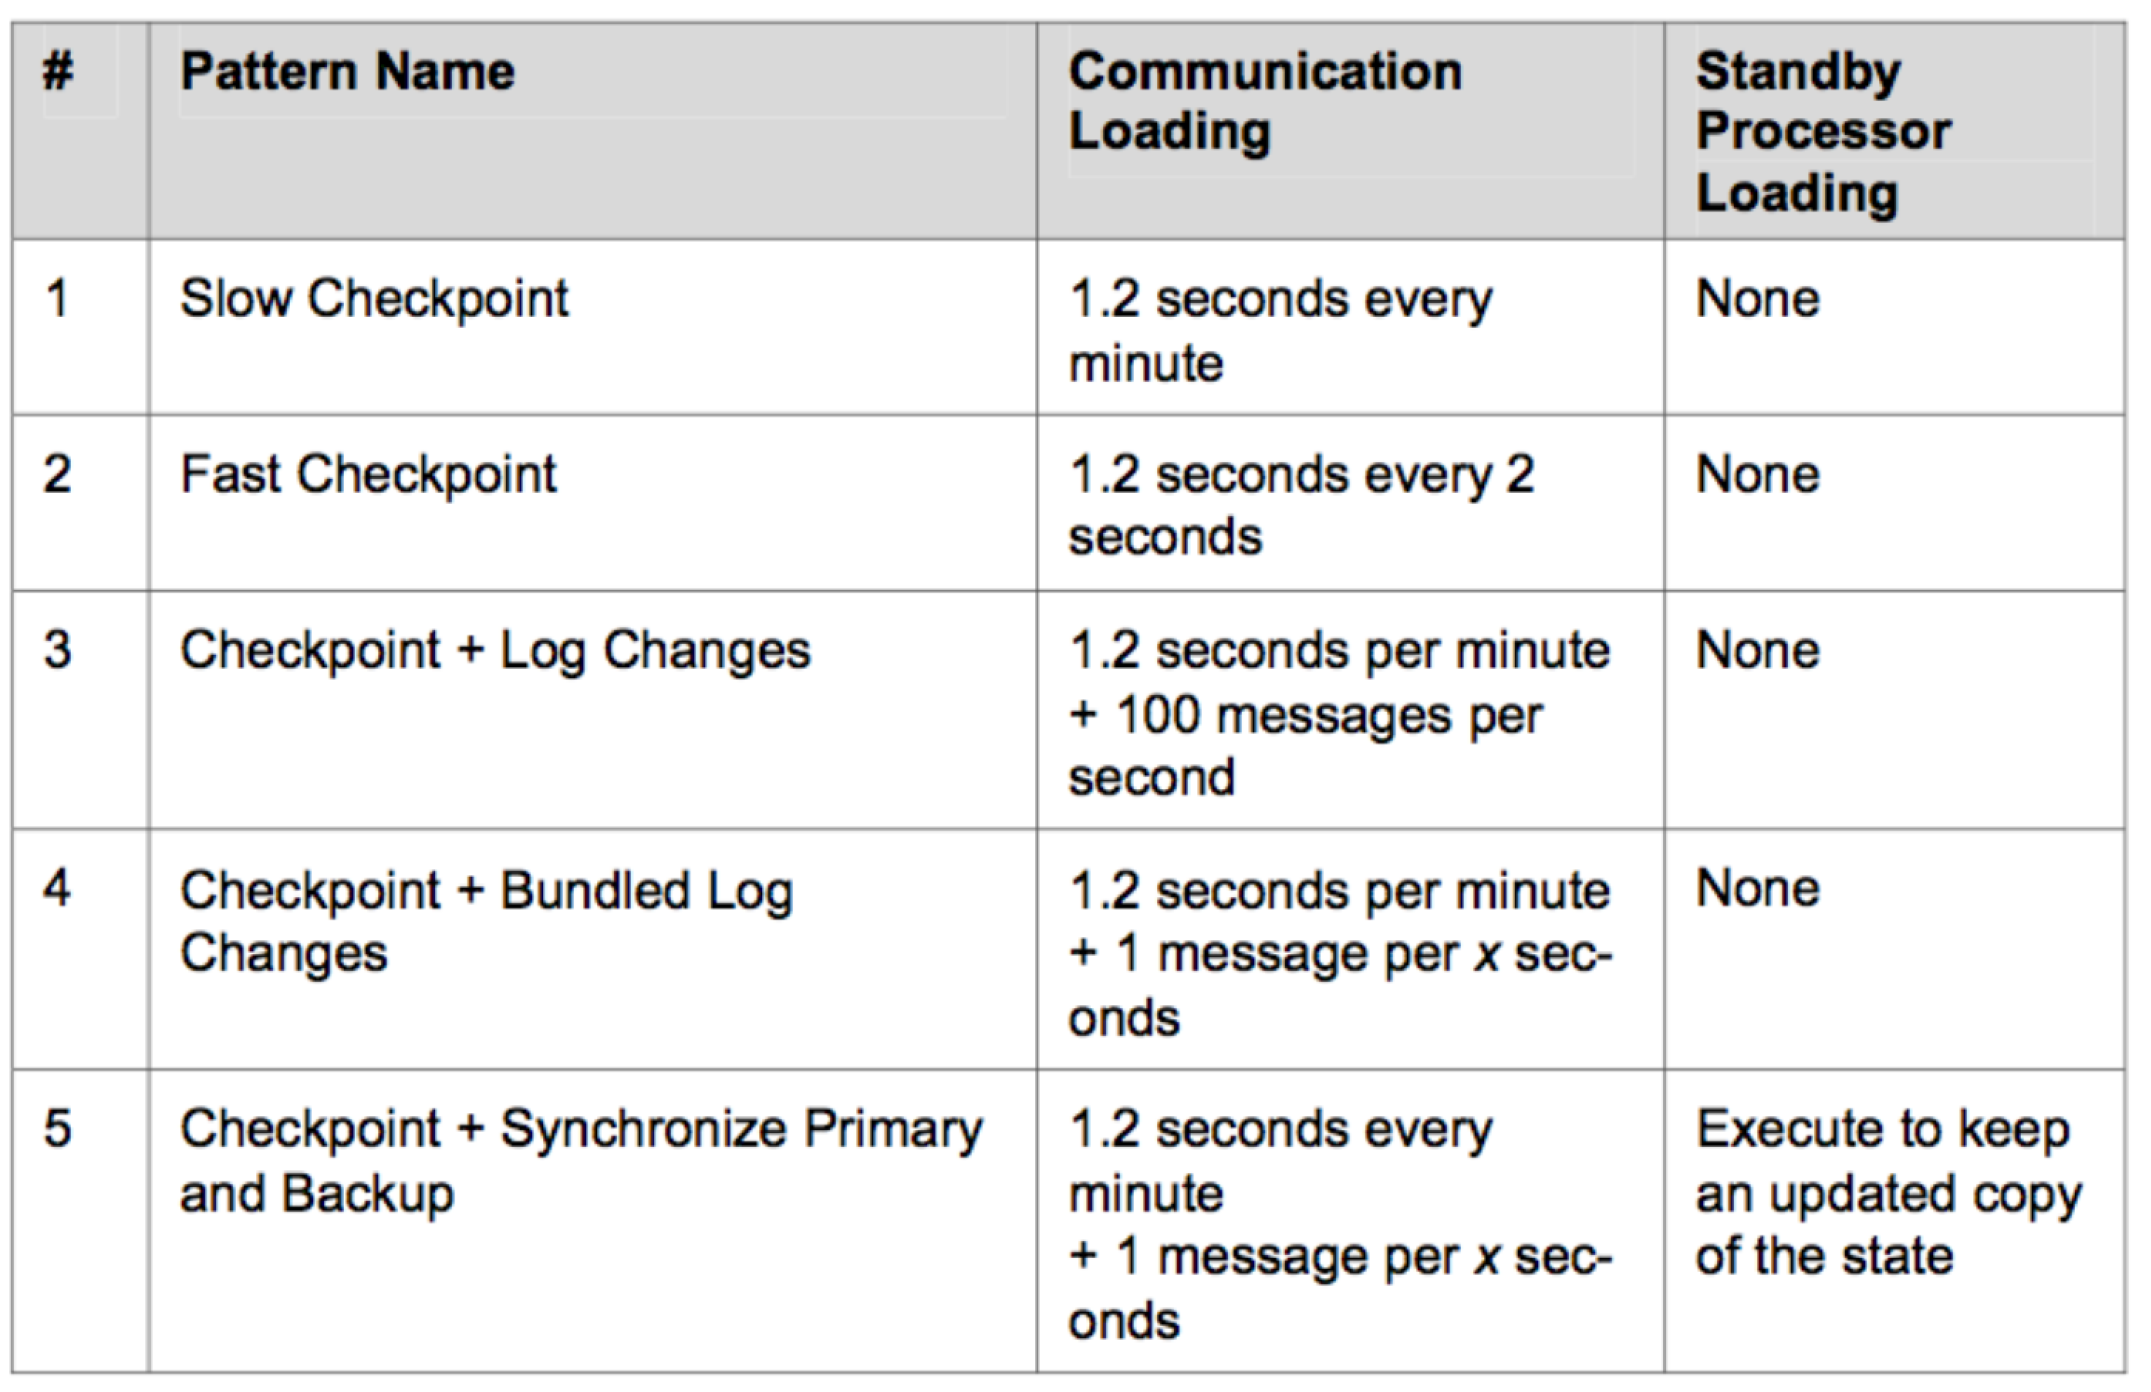 #
Pattern Name
Communication
Loading
Standby
Processor
Loading
1
Slow Checkpoint
1.2 seconds every
minute
None
2
Fast Checkpoint
1.2 seconds every 2
seconds
None
3
Checkpoint + Log Changes
1.2 seconds per minute
+ 100 messages per
second
None
4
Checkpoint + Bundled Log
Changes
1.2 seconds per minute
+ 1 message per x sec-
onds
None
5
Checkpoint + Synchronize Primary
and Backup
1.2 seconds every
minute
+ 1 message per x sec-
onds
Execute to keep
an updated copy
of the state